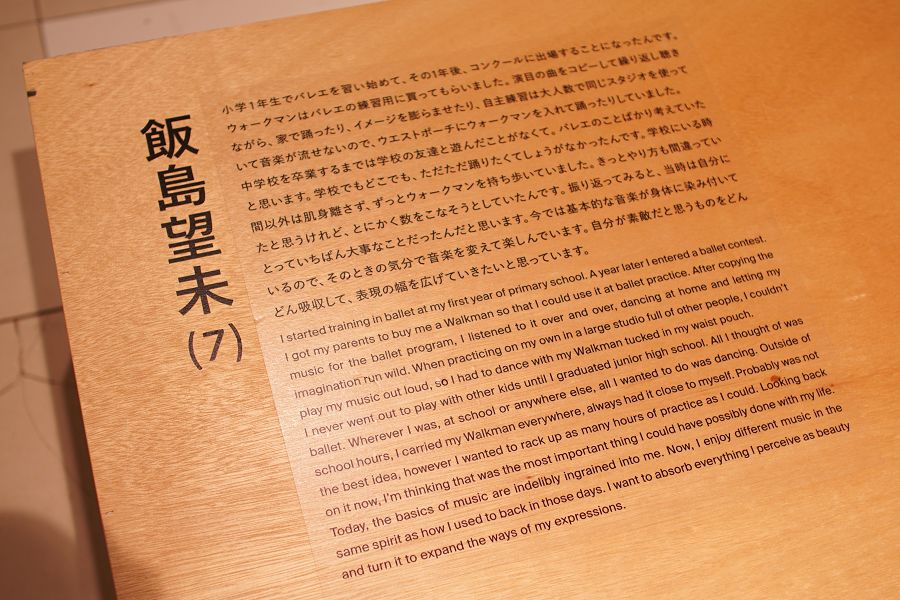 飯島望未
(7)
小学1年生でバレエを習い始めて、その1年後、コンクールに出場することになったんです。
ウォークマンはバレエの練習用に買ってもらいました。演目の曲をコピーして繰り返し聴き
ながら、家で踊ったり、イメージを膨らませたり、自主練習は大人数で同じスタジオを使って
いて音楽が流せないので、ウエストポーチにウォークマンを入れて踊ったりしていました。
中学校を卒業するまでは学校の友達と遊んだことがなくて。バレエのことばかり考えていた
と思います。学校でもどこでも、ただただ踊りたくてしょうがなかったんです。学校にいる時
間以外は肌身離さず、ずっとウォークマンを持ち歩いていました。きっとやり方も間違ってい
たと思うけれど、とにかく数をこなそうとしていたんです。振り返ってみると、当時は自分に
とっていちばん大事なことだったんだと思います。今では基本的な音楽が身体に染み付いて
いるので、そのときの気分で音楽を変えて楽しんでいます。自分が素敵だと思うものをどん
どん吸収して、表現の幅を広げていきたいと思っています。
I started training in ballet at my first year of primary school. A year later I entered a ballet contest.
I got my parents to buy me a Walkman so that I could use it at ballet practice. After copying the
music for the ballet program, I listened to it over and over, dancing at home and letting my
imagination run wild. When practicing on my own in a large studio full of other people, I couldn't
play my music out loud, so I had to dance with my Walkman tucked in my waist pouch.
I never went out to play with other kids until I graduated junior high school. All I thought of was
ballet. Wherever I was, at school or anywhere else, all I wanted to do was dancing. Outside of
school hours, I carried my Walkman everywhere, always had it close to myself. Probably was not
the best idea, however I wanted to rack up as many hours of practice as I could. Looking back
on it now, I'm thinking that was the most important thing I could have possibly done with my life.
Today, the basics of music are indelibly ingrained into me. Now, I enjoy different music in the
same spirit as how I used to back in those days. I want to absorb everything I perceive as beauty
and turn it to expand the ways of my expressions.